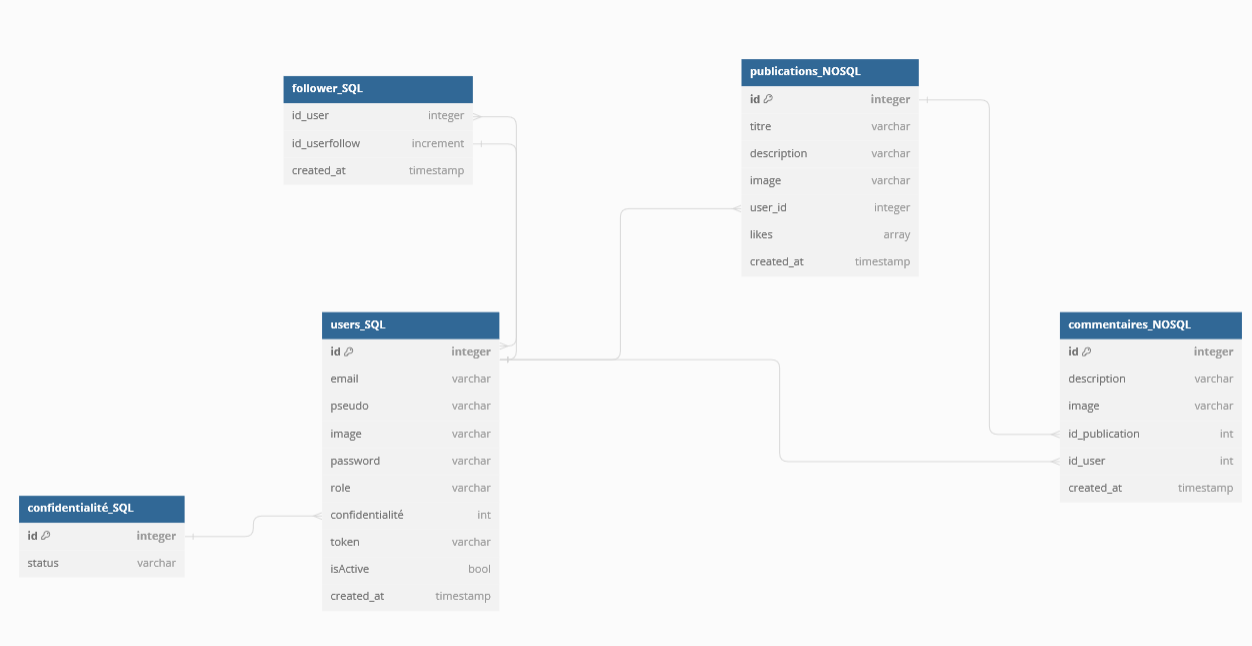 follower_SQL
id_user integer
id_userfollow increment
created_at timestamp
publications_NOSQL
id integer
titre varchar
description varchar
image varchar
user_id integer
likes array
created_at timestamp
users_SQL
id integer
email varchar
pseudo varchar
image varchar
password varchar
role varchar
confidentialité int
token varchar
isActive bool
created_at timestamp
commentaires_NOSQL
id integer
description varchar
image varchar
id_publication int
id_user int
created_at timestamp
confidentialité_SQL
id integer
status varchar